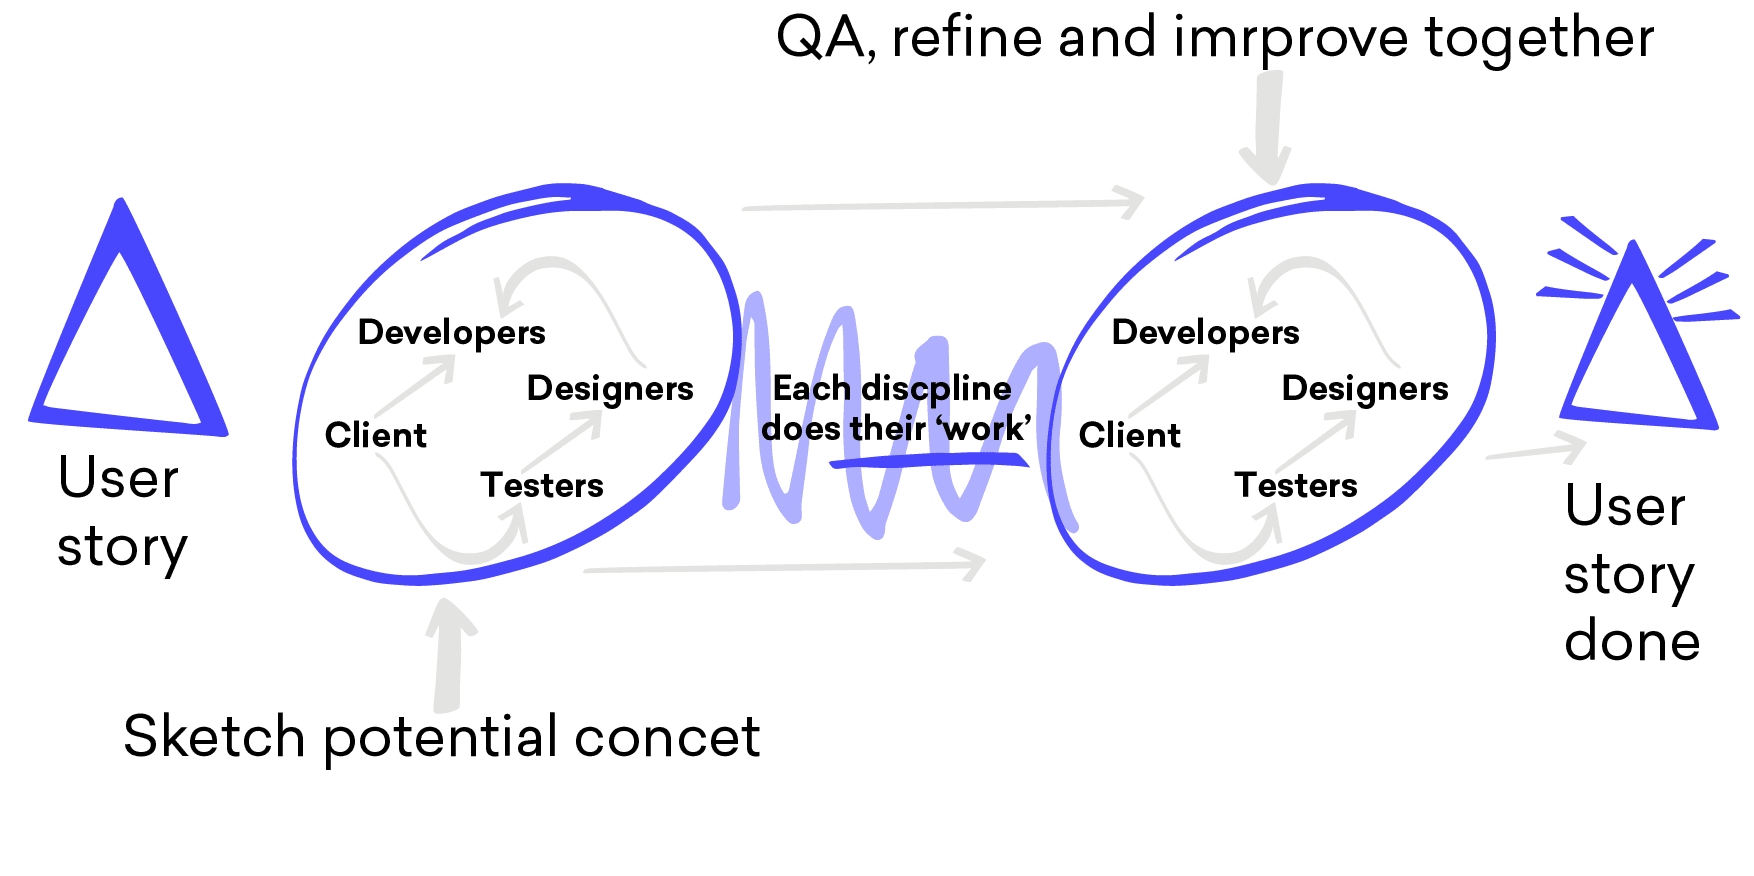 QA, refine and imrprove together
User
story
Developers
Designers
Client
Testers
Each discpline
does their ‘work’
Developers
Designers
Client
Testers
User
story
done
Sketch potential concet